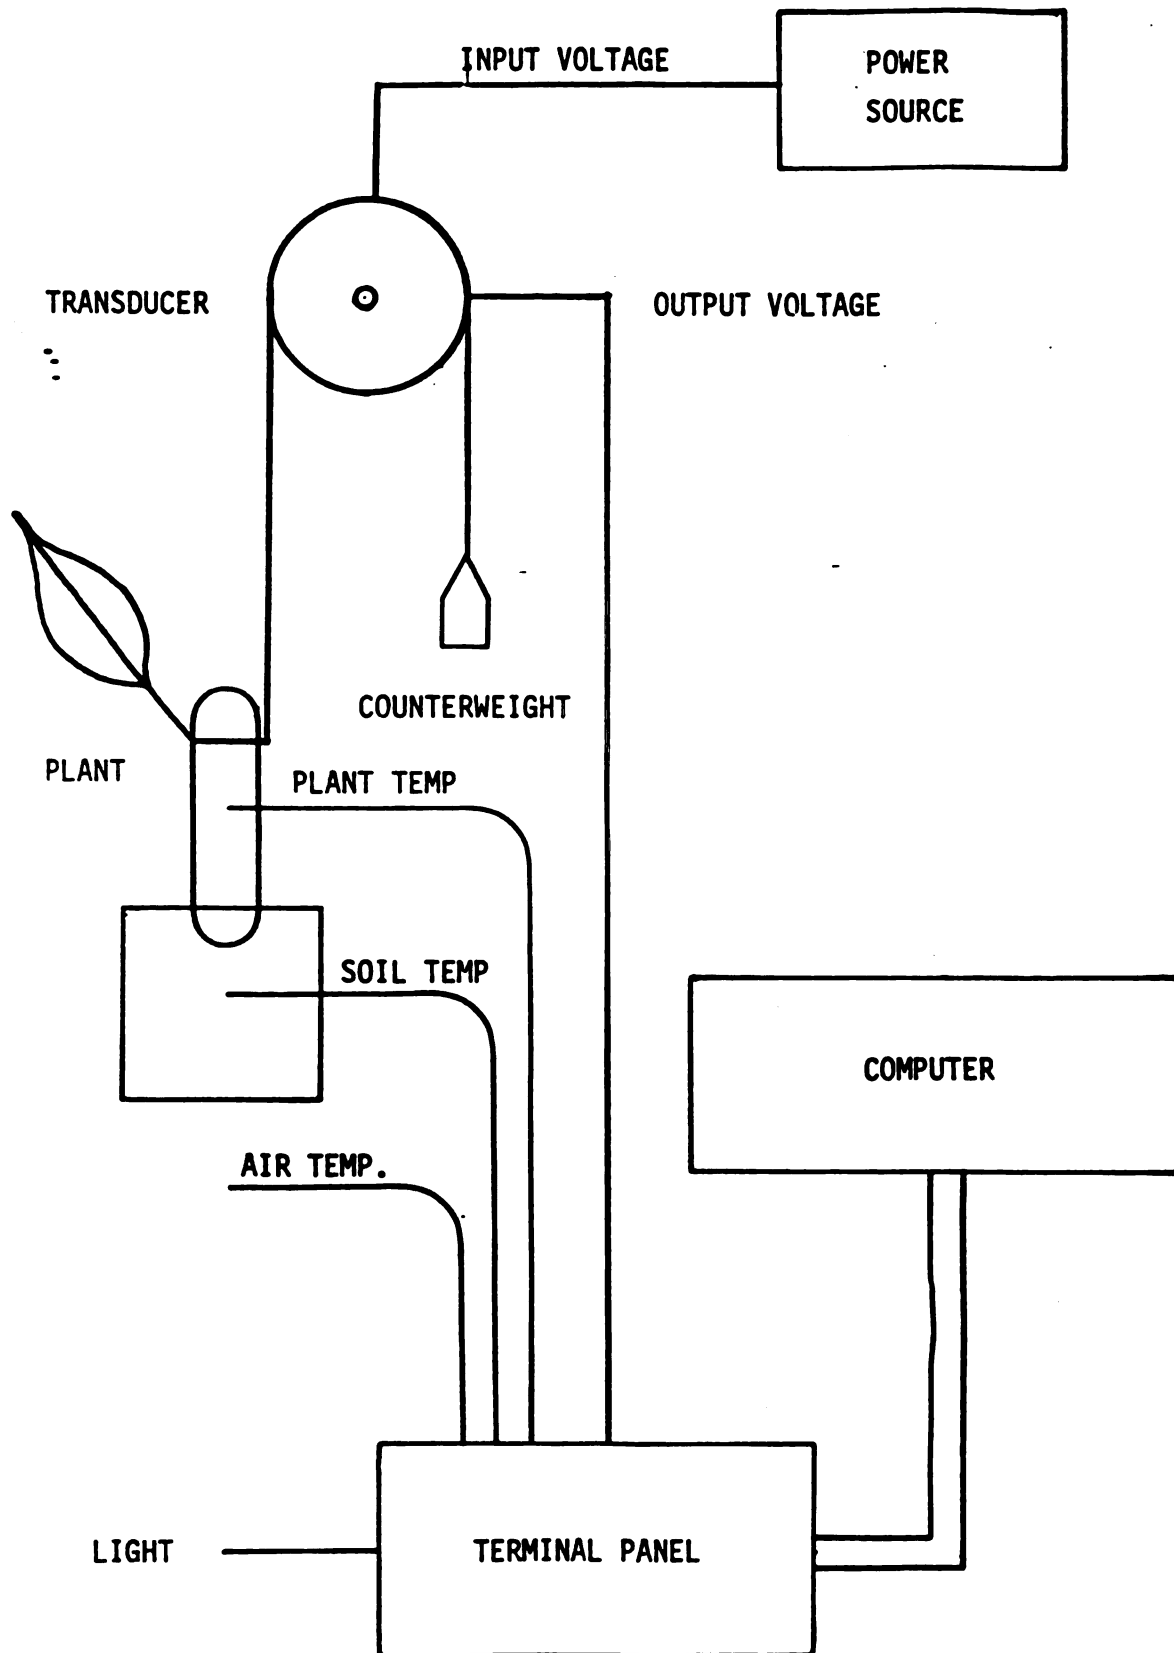 INPUT VOLTAGE
POWER
SOURCE
TRANSDUCER
OUTPUT VOLTAGE
COUNTERWEIGHT
PLANT
PLANT TEMP
SOIL TEMP
COMPUTER
AIR TEMP.
LIGHT
TERMINAL PANEL